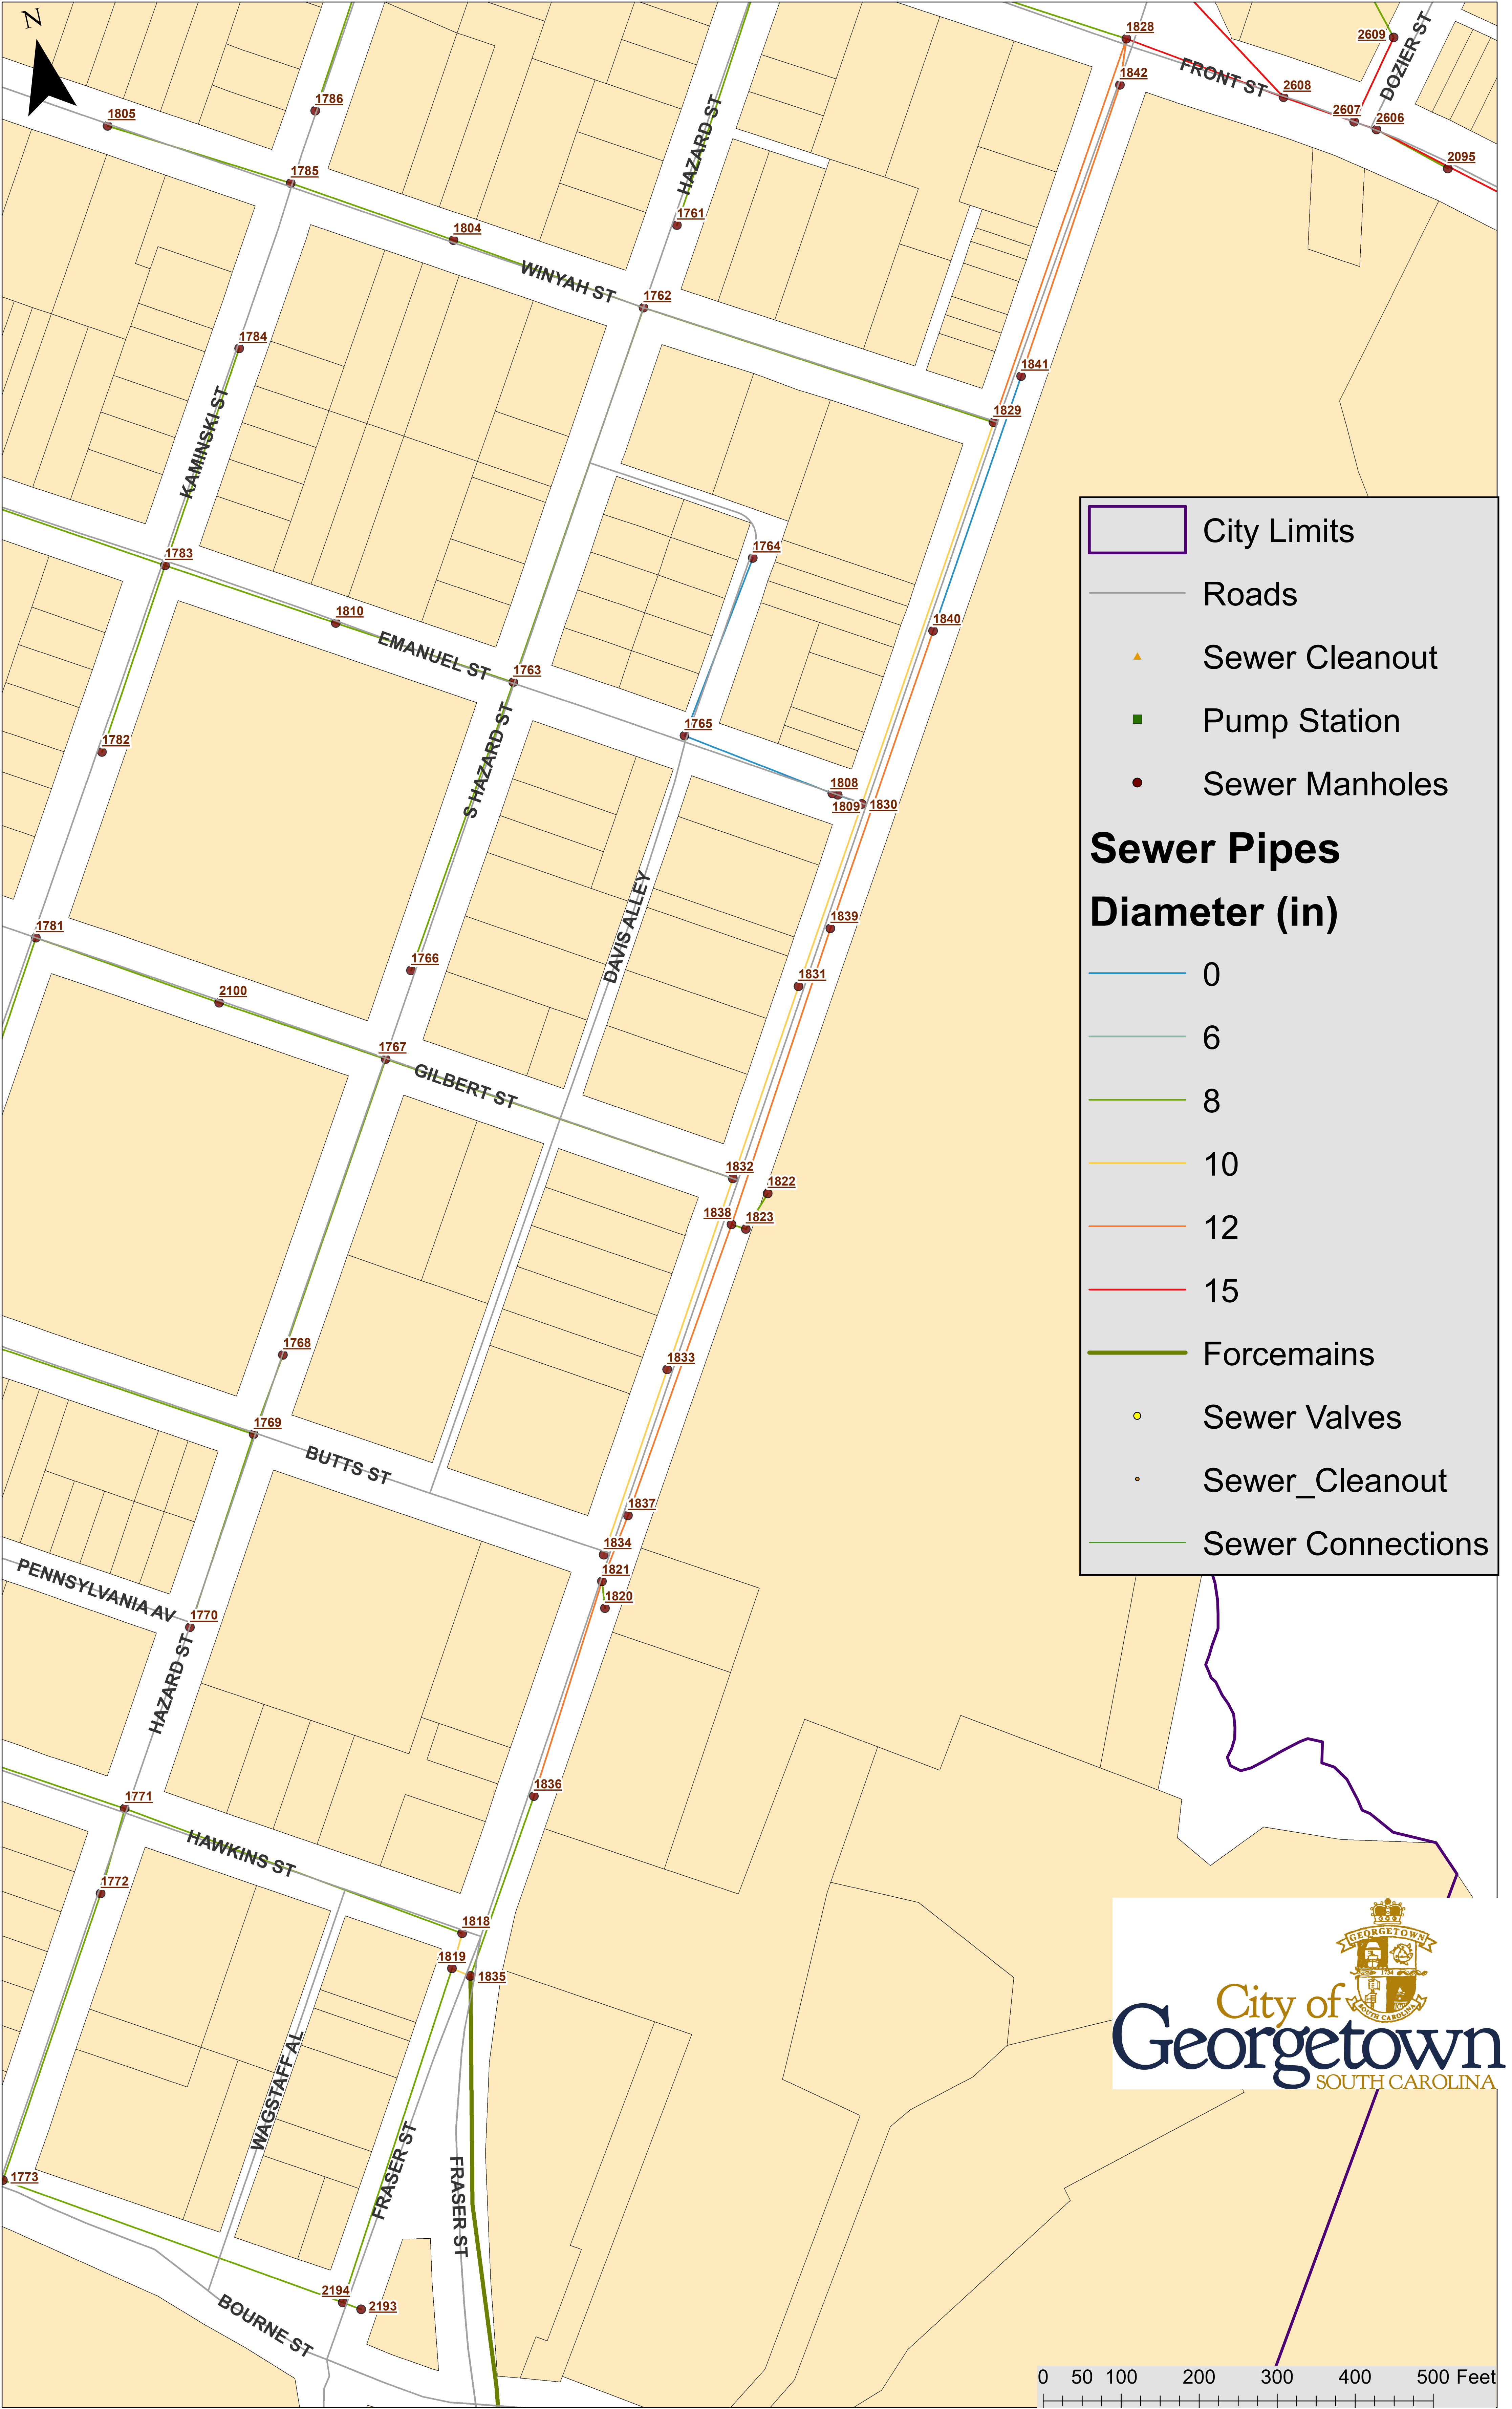 N
1828
2609
DOZIER ST
1842
FRONT ST
2608
1786
HAZARD ST
1805
2607
2606
2095
1785
1804
1761
WINYAH ST
1762
1784
1841
KAMINSKI ST
1829
City Limits
1783
1764
Roads
1810
1840
EMANUEL ST
1763
Sewer Cleanout
S HAZARD ST
1765
Pump Station
1782
1808
1809
1830
Sewer Manholes
Sewer Pipes
Diameter (in)
1781
1839
DAVIS ALLEY
1766
1831
0
2100
6
1767
GILBERT ST
8
1832
10
1822
1838
1823
12
15
1768
1833
Forcemains
1769
Sewer Valves
BUTTS ST
Sewer_Cleanout
1837
1834
Sewer Connections
PENNSYLVANIA AV
1821
1820
1770
HAZARD ST
1836
1771
HAWKINS ST
1772
1818
1819
1835
GEORGETOWN
SOUTH CAROLINA
City of
Georgetown
SOUTH CAROLINA
WAGSTAFF AL
FRASER ST
FRASER ST
1773
2194
2193
BOURNE ST
0 50 100 200 300 400 500 Feet